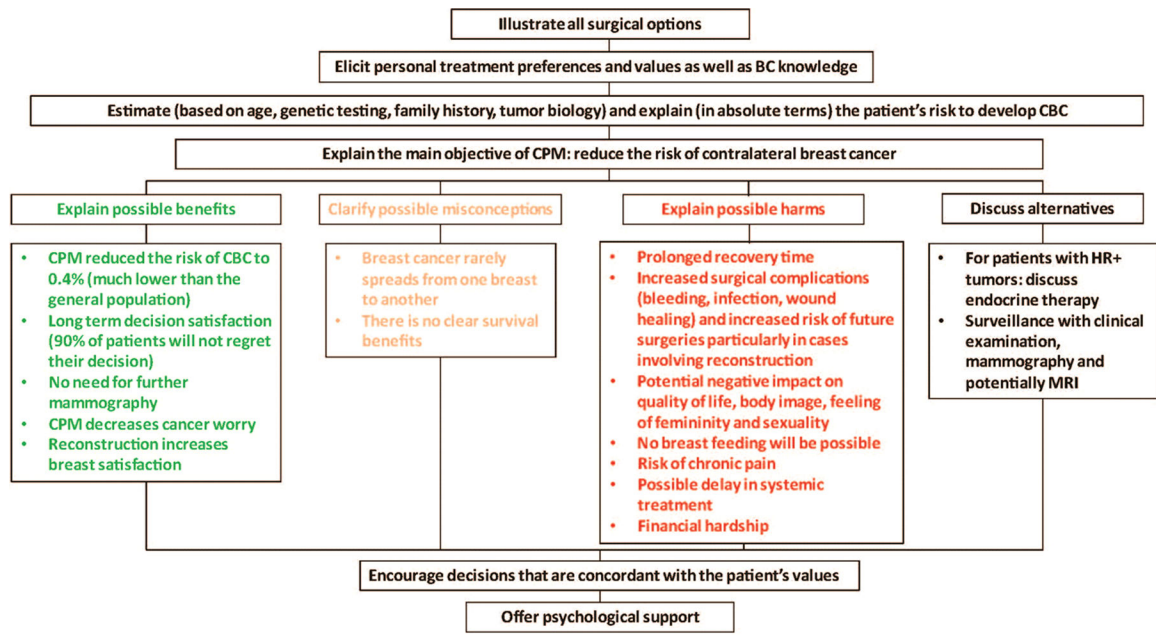 Illustrate all surgical options
Elicit personal treatment preferences and values as well as BC knowledge
Estimate (based on age, genetic testing, family history, tumor biology) and explain (in absolute terms) the patient's risk to develop CBC
Explain the main objective of CPM: reduce the risk of contralateral breast cancer
Explain possible benefits
• CPM reduced the risk of CBC to
0.4% (much lower than the
general population)
• Long term decision satisfaction
(90% of patients will not regret
their decision)
• No need for further
mammography
• CPM decreases cancer worry
• Reconstruction increases
breast satisfaction
Clarify possible misconceptions
• Breast cancer rarely
spreads from one breast
to another
• There is no clear survival
benefits
Explain possible harms
• Prolonged recovery time
• Increased surgical complications
(bleeding, infection, wound
healing) and increased risk of future
surgeries particularly in cases
involving reconstruction
• Potential negative impact on
quality of life, body image, feeling
of femininity and sexuality
• No breast feeding will be possible
• Risk of chronic pain
• Possible delay in systemic
treatment
• Financial hardship
Discuss alternatives
• For patients with HR+
tumors: discuss
endocrine therapy
• Surveillance with clinical
examination,
mammography and
potentially MRI
Encourage decisions that are concordant with the patient's values
Offer psychological support